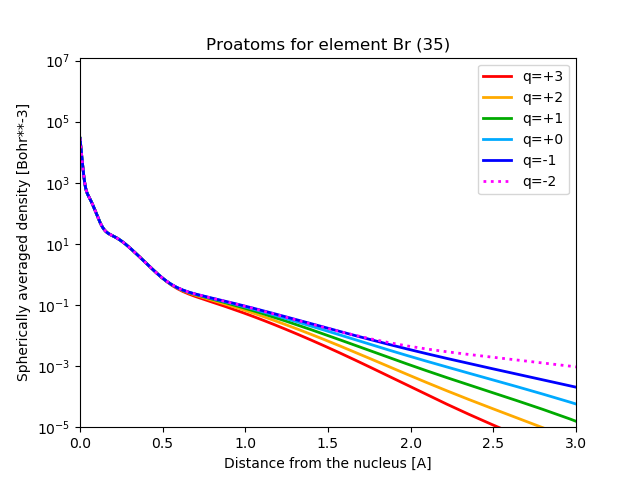 Proatoms for element Br (35)
Spherically averaged density [Bohr**-3]
10^7
10^5
10^3
10^1
10^−1
10^−3
10^−5
q=+3
q=+2
q=+1
q=+0
q=-1
q=-2
0.0 0.5 1.0 1.5 2.0 2.5 3.0
Distance from the nucleus [A]